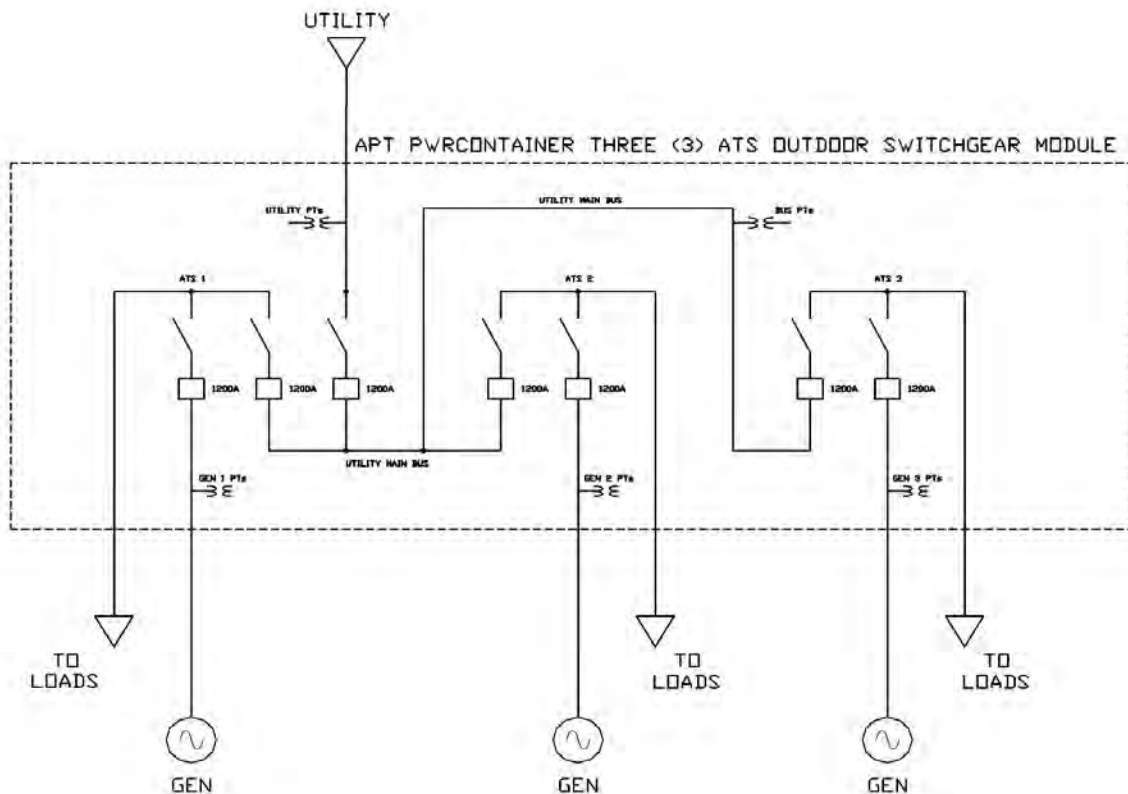 UTILITY
APT PWRCONTAINER THREE (3) ATS OUTDOOR SWITCHGEAR MODULE
UTILITY MAIN BUS
UTILITY PTs
BUS PTs
ATS 1
ATS 2
ATS 3
1200A
1200A
1200A
1200A
1200A
1200A
1200A
UTILITY MAIN BUS
GEN 1 PTs
GEN 2 PTs
GEN 3 PTs
TO
LOADS
TO
LOADS
TO
LOADS
GEN
GEN
GEN